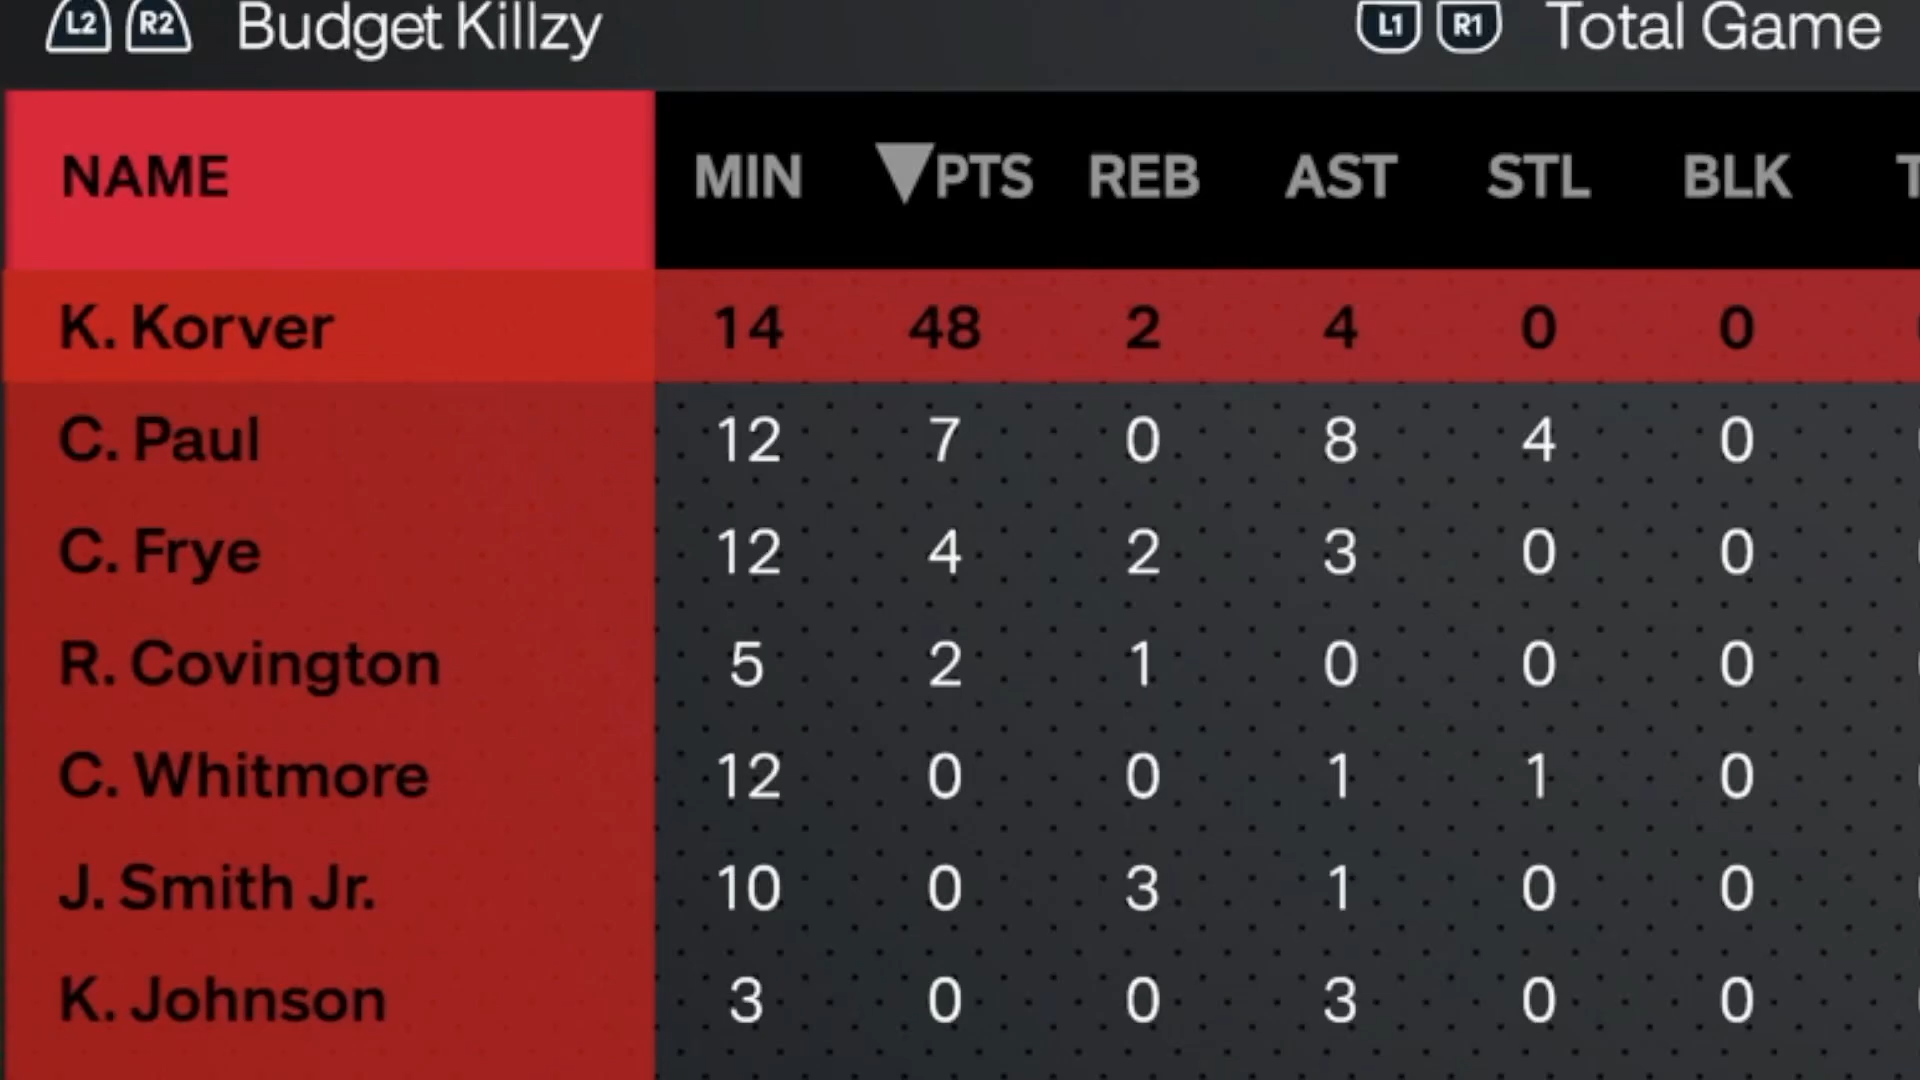 L2 R2 Budget Killzy L1 R1 Total Game
NAME MIN ▼PTS REB AST STL BLK
K. Korver 14 48 2 4 0 0
C. Paul 12 7 0 8 4 0
C. Frye 12 4 2 3 0 0
R. Covington 5 2 1 0 0 0
C. Whitmore 12 0 0 1 1 0
J. Smith Jr. 10 0 3 1 0 0
K. Johnson 3 0 0 3 0 0